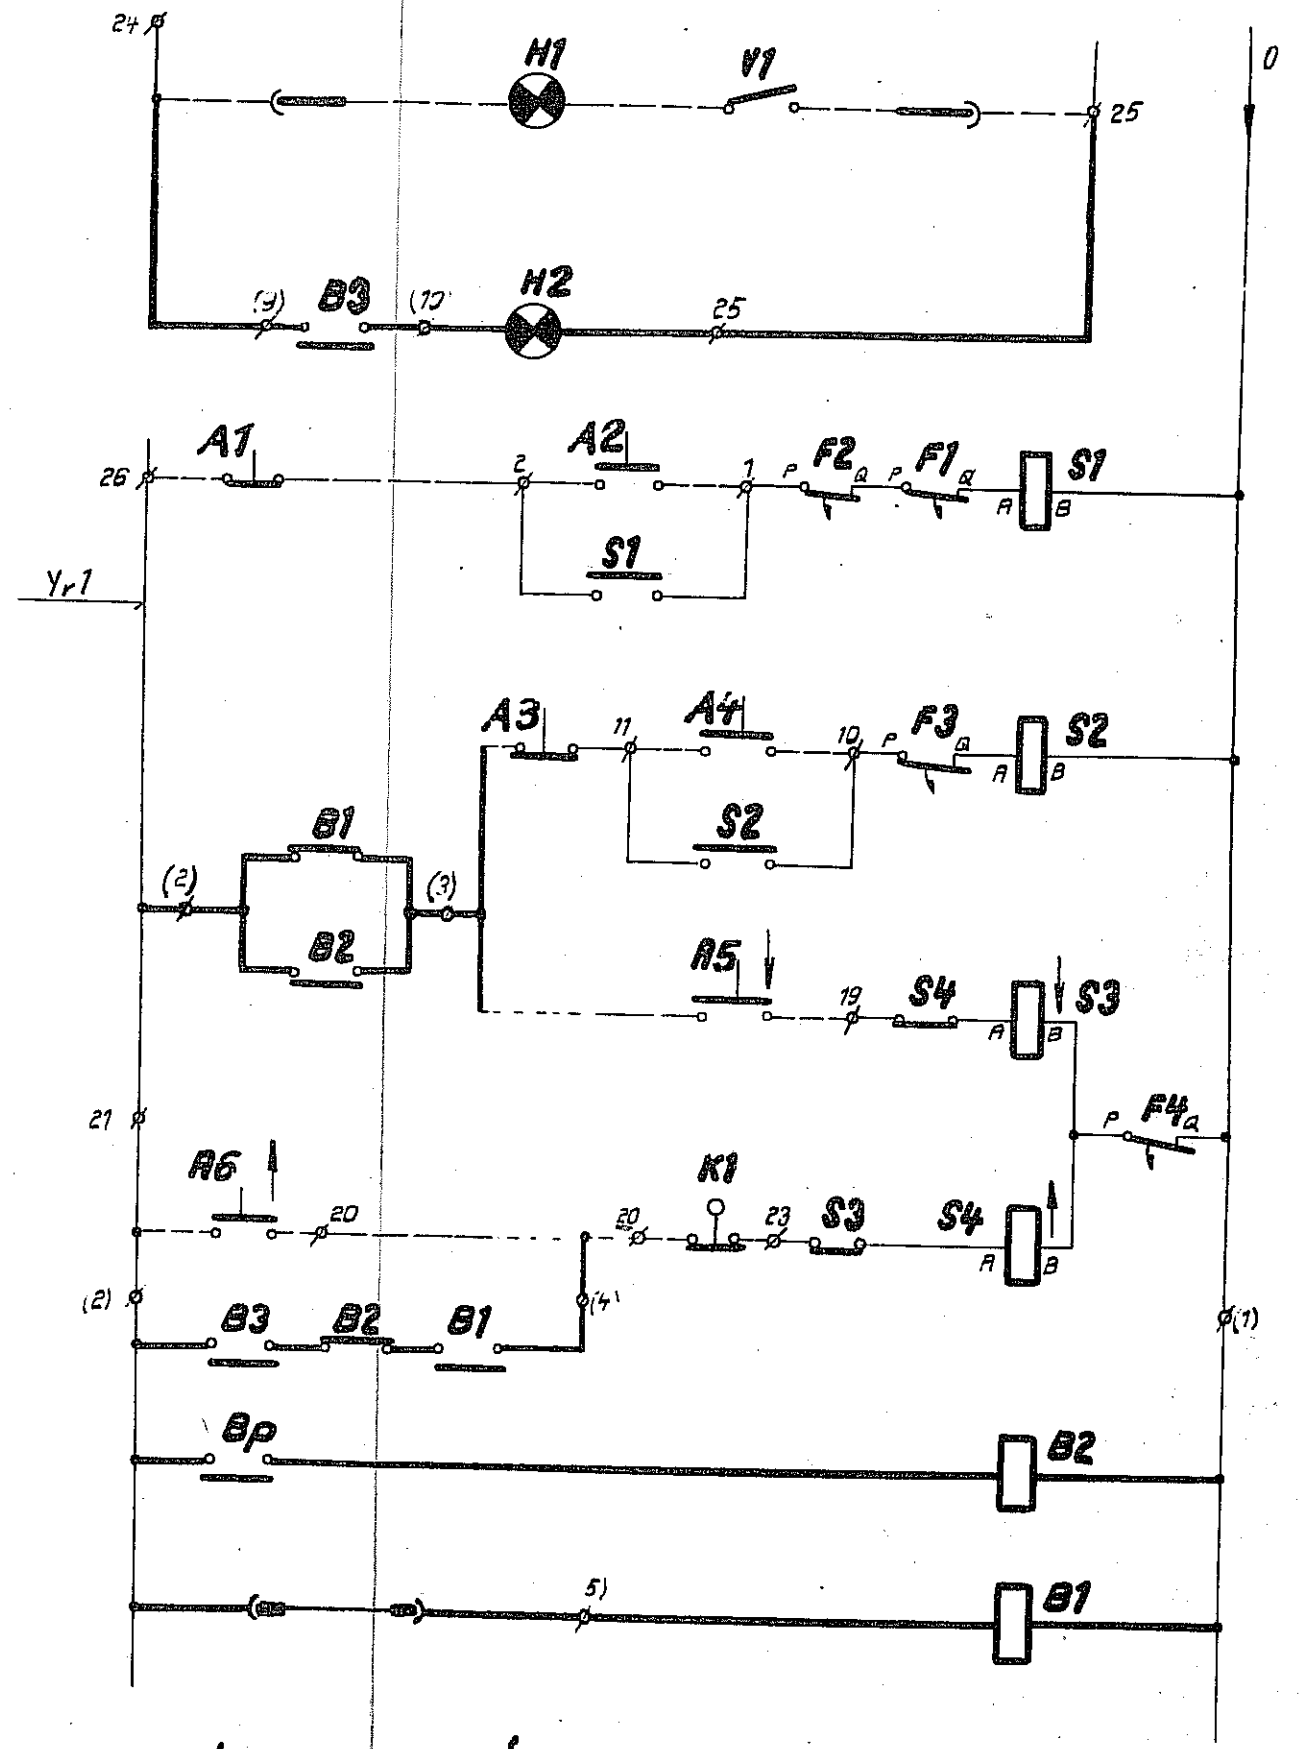 24
H1
V1
0
25
(9)
B3
(10)
H2
25
A1
A2
26
2
1
P
F2
Q
P
F1
Q
A
B
S1
S1
Yr1
A3
11
A4
10
P
F3
Q
A
B
S2
S2
B1
(2)
(3)
B2
A5
19
S4
A
B
S3
21
P
F4
Q
A6
20
20
K1
23
S3
S4
A
B
(2)
B3
B2
B1
(4)
(1)
Bp
B2
5)
B1